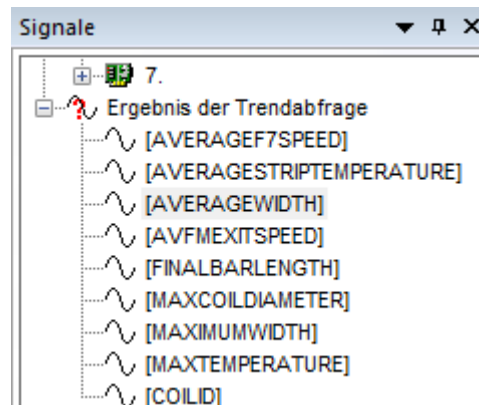 Signale
7.
Ergebnis der Trendabfrage
[AVERAGEF7SPEED]
[AVERAGESTRIPTEMPERATURE]
[AVERAGEWIDTH]
[AVFMEXITSPEED]
[FINALBARLENGTH]
[MAXCOILDIAMETER]
[MAXIMUMWIDTH]
[MAXTEMPERATURE]
[COILID]